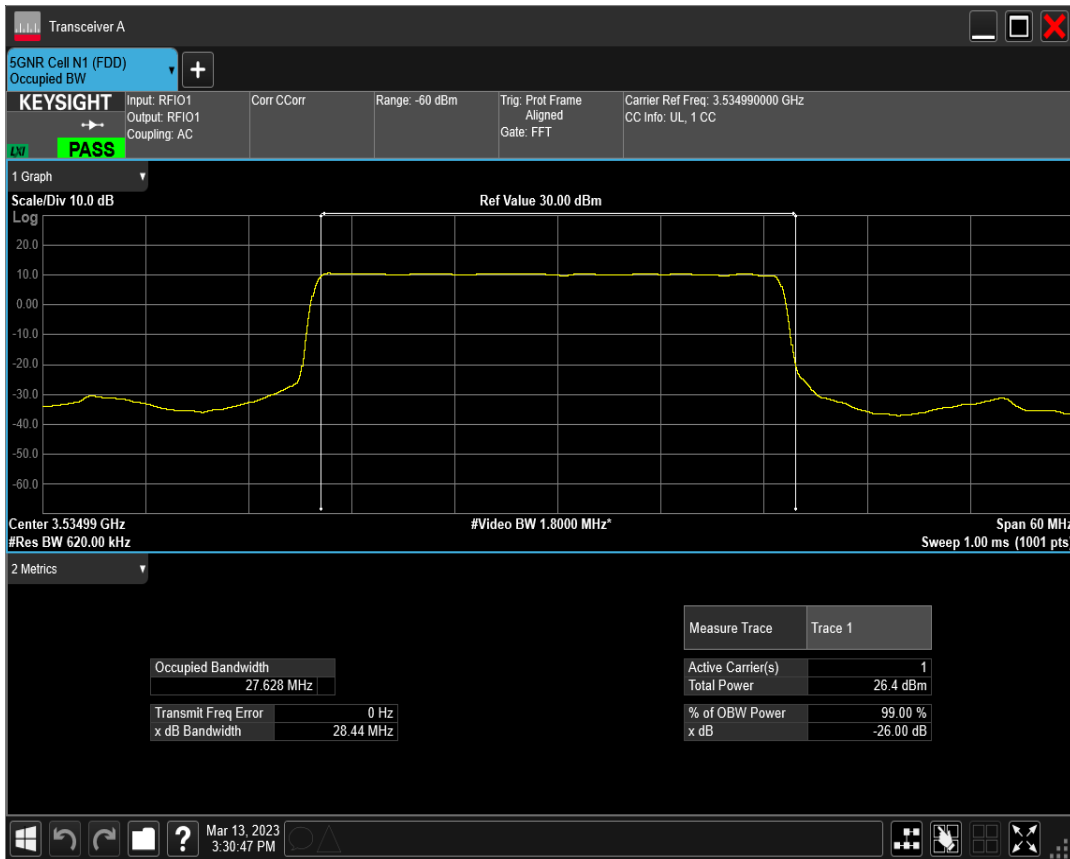 Transceiver A
5GNR Cell N1 (FDD)
Occupied BW
KEYSIGHT
LXI
PASS
Input: RFIO1
Output: RFIO1
Coupling: AC
Corr CCorr
Range: -60 dBm
Trig: Prot Frame
Aligned
Gate: FFT
Carrier Ref Freq: 3.534990000 GHz
CC Info: UL, 1 CC
1 Graph
Scale/Div 10.0 dB
Ref Value 30.00 dBm
Log
20.0
10.0
0.00
-10.0
-20.0
-30.0
-40.0
-50.0
-60.0
Center 3.53499 GHz
#Video BW 1.8000 MHz*
Span 60 MHz
#Res BW 620.00 kHz
Sweep 1.00 ms (1001 pts)
2 Metrics
Measure Trace
Trace 1
Occupied Bandwidth
27.628 MHz
Active Carrier(s)
1
Total Power
26.4 dBm
Transmit Freq Error
0 Hz
x dB Bandwidth
28.44 MHz
% of OBW Power
99.00 %
x dB
-26.00 dB
Mar 13, 2023
3:30:47 PM